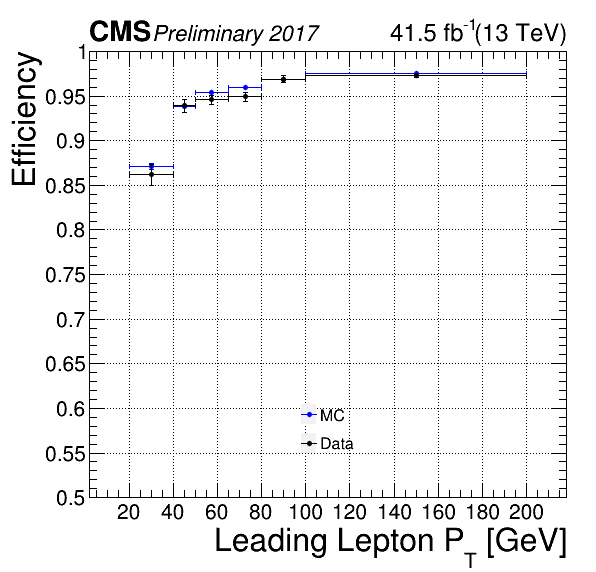 CMS Preliminary 2017 41.5 fb⁻¹(13 TeV)
Efficiency
1
0.95
0.9
0.85
0.8
0.75
0.7
0.65
0.6
0.55
0.5
MC
Data
20 40 60 80 100 120 140 160 180 200
Leading Lepton P_T [GeV]